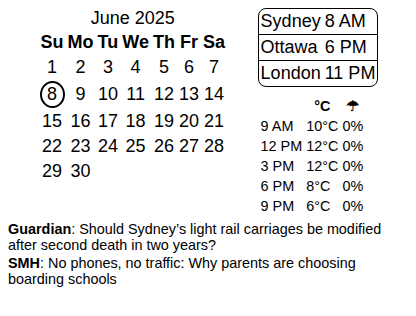 June 2025
Su Mo Tu We Th Fr Sa
1 2 3 4 5 6 7
8 9 10 11 12 13 14
15 16 17 18 19 20 21
22 23 24 25 26 27 28
29 30
Sydney 8 AM
Ottawa 6 PM
London 11 PM
°C ☂
9 AM 10°C 0%
12 PM 12°C 0%
3 PM 12°C 0%
6 PM 8°C 0%
9 PM 6°C 0%
Guardian: Should Sydney’s light rail carriages be modified
after second death in two years?
SMH: No phones, no traffic: Why parents are choosing
boarding schools